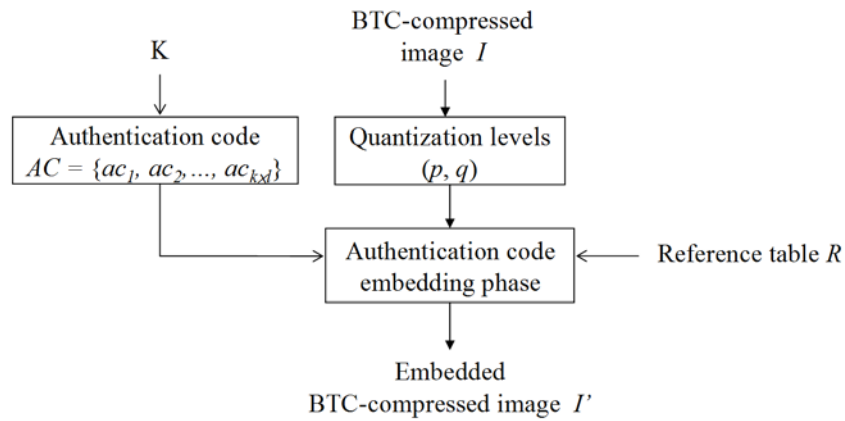 BTC-compressed
image I
K
Authentication code
AC = {ac1, ac2,..., ackxl}
Quantization levels
(p, q)
Authentication code
embedding phase
Reference table R
Embedded
BTC-compressed image I’